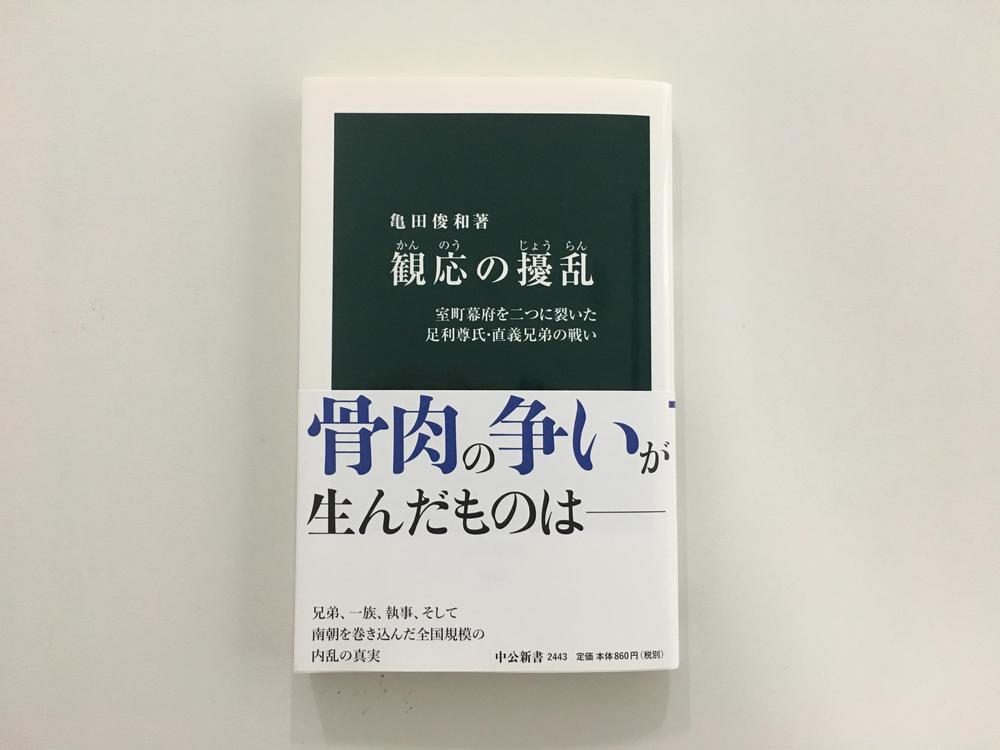 亀田俊和著
かんのう じょうらん
観応の擾乱
室町幕府を二つに裂いた
足利尊氏・直義兄弟の戦い
骨肉の争いが
生んだものは――
兄弟、一族、執事、そして
南朝を巻き込んだ全国規模の
内乱の真実
中公新書 2443 定価 本体860円(税別)